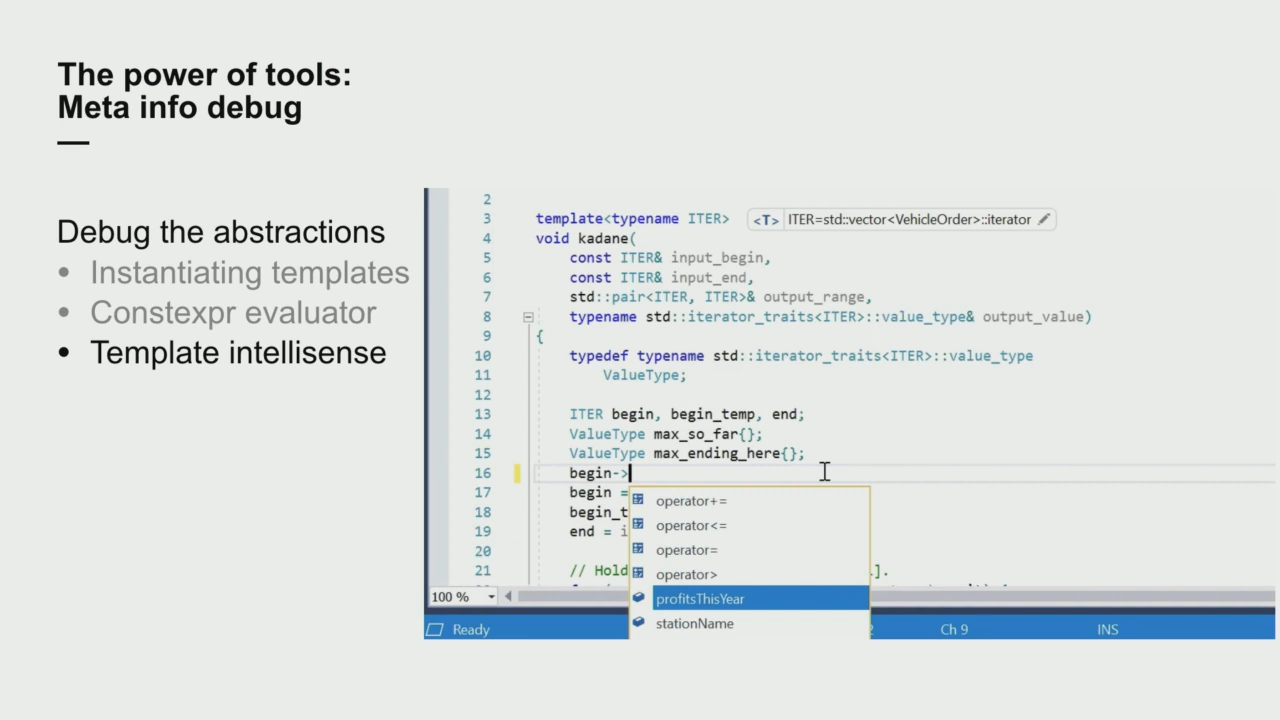 The power of tools:
Meta info debug
Debug the abstractions
• Instantiating templates
• Constexpr evaluator
• Template intellisense
2
3 template<typename ITER> <T> ITER=std::vector<VehicleOrder>::iterator
4 void kadane(
5 const ITER& input_begin,
6 const ITER& input_end,
7 std::pair<ITER, ITER>& output_range,
8 typename std::iterator_traits<ITER>::value_type& output_value)
9 {
10 typedef typename std::iterator_traits<ITER>::value_type
11 ValueType;
12
13 ITER begin, begin_temp, end;
14 ValueType max_so_far{};
15 ValueType max_ending_here{};
16 begin->
17 begin =
18 begin_t
19 end = i
20
21 // Hold ].
operator+=
operator<=
operator=
operator>
profitsThisYear
stationName
100 %
Ready Ch 9 INS